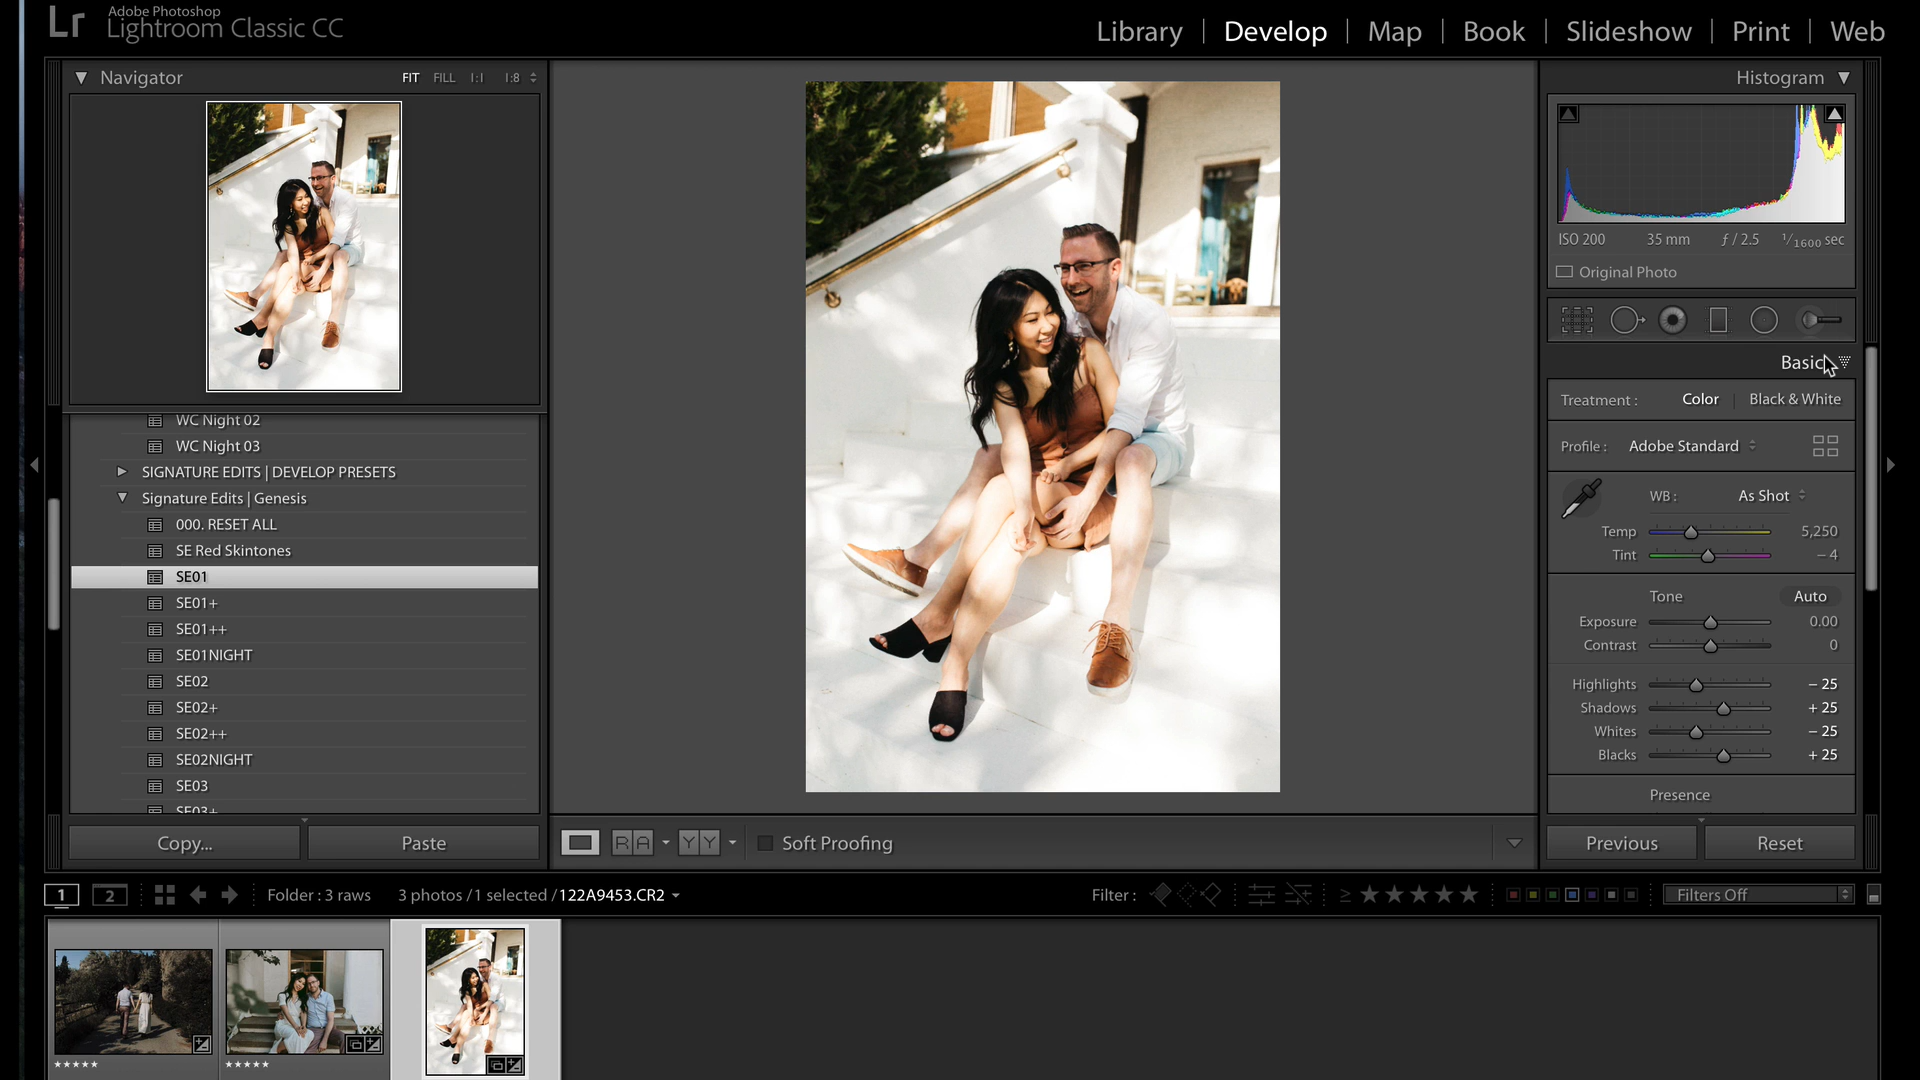 Lr Adobe Photoshop
Lightroom Classic CC
Library | Develop | Map | Book | Slideshow | Print | Web
Navigator FIT FILL 1:1 1:8
WC Night 02
WC Night 03
SIGNATURE EDITS | DEVELOP PRESETS
Signature Edits | Genesis
000. RESET ALL
SE Red Skintones
SE01
SE01+
SE01++
SE01NIGHT
SE02
SE02+
SE02++
SE02NIGHT
SE03
SE03+
Copy... Paste
R A Y Y Soft Proofing
Histogram
ISO 200 35 mm ƒ / 2.5 1/1600 sec
Original Photo
Basic
Treatment : Color | Black & White
Profile : Adobe Standard
WB : As Shot
Temp 5,250
Tint – 4
Tone Auto
Exposure 0.00
Contrast 0
Highlights – 25
Shadows + 25
Whites – 25
Blacks + 25
Presence
Previous Reset
1 2 Folder : 3 raws 3 photos / 1 selected / 122A9453.CR2 Filter : ≥ ★★★★★ Filters Off
★★★★★ ★★★★★